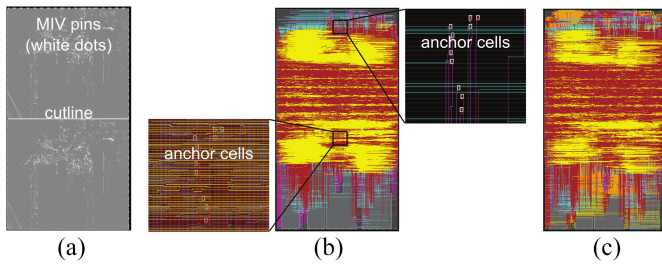 MIV pins
(white dots)
cutline
anchor cells
anchor cells
(a)
(b)
(c)